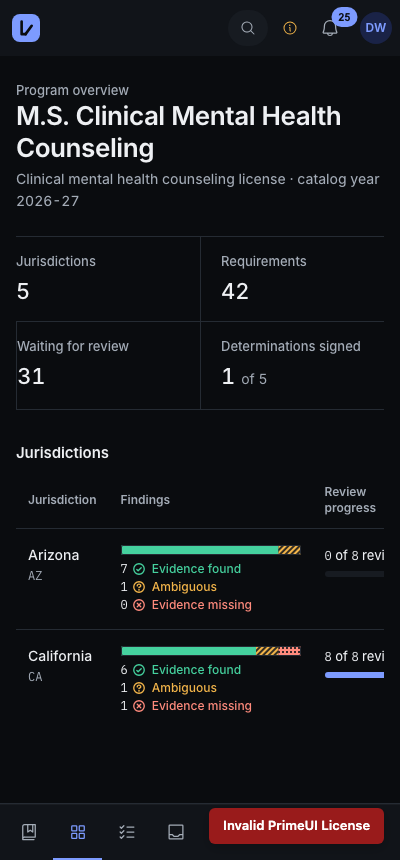 25
DW
Program overview
M.S. Clinical Mental Health
Counseling
Clinical mental health counseling license · catalog year
2026-27
Jurisdictions
5
Requirements
42
Waiting for review
31
Determinations signed
1 of 5
Jurisdictions
Jurisdiction
Findings
Review
progress
Arizona
AZ
7 Evidence found
1 Ambiguous
0 Evidence missing
0 of 8 revi
California
CA
6 Evidence found
1 Ambiguous
1 Evidence missing
8 of 8 revi
Invalid PrimeUI License